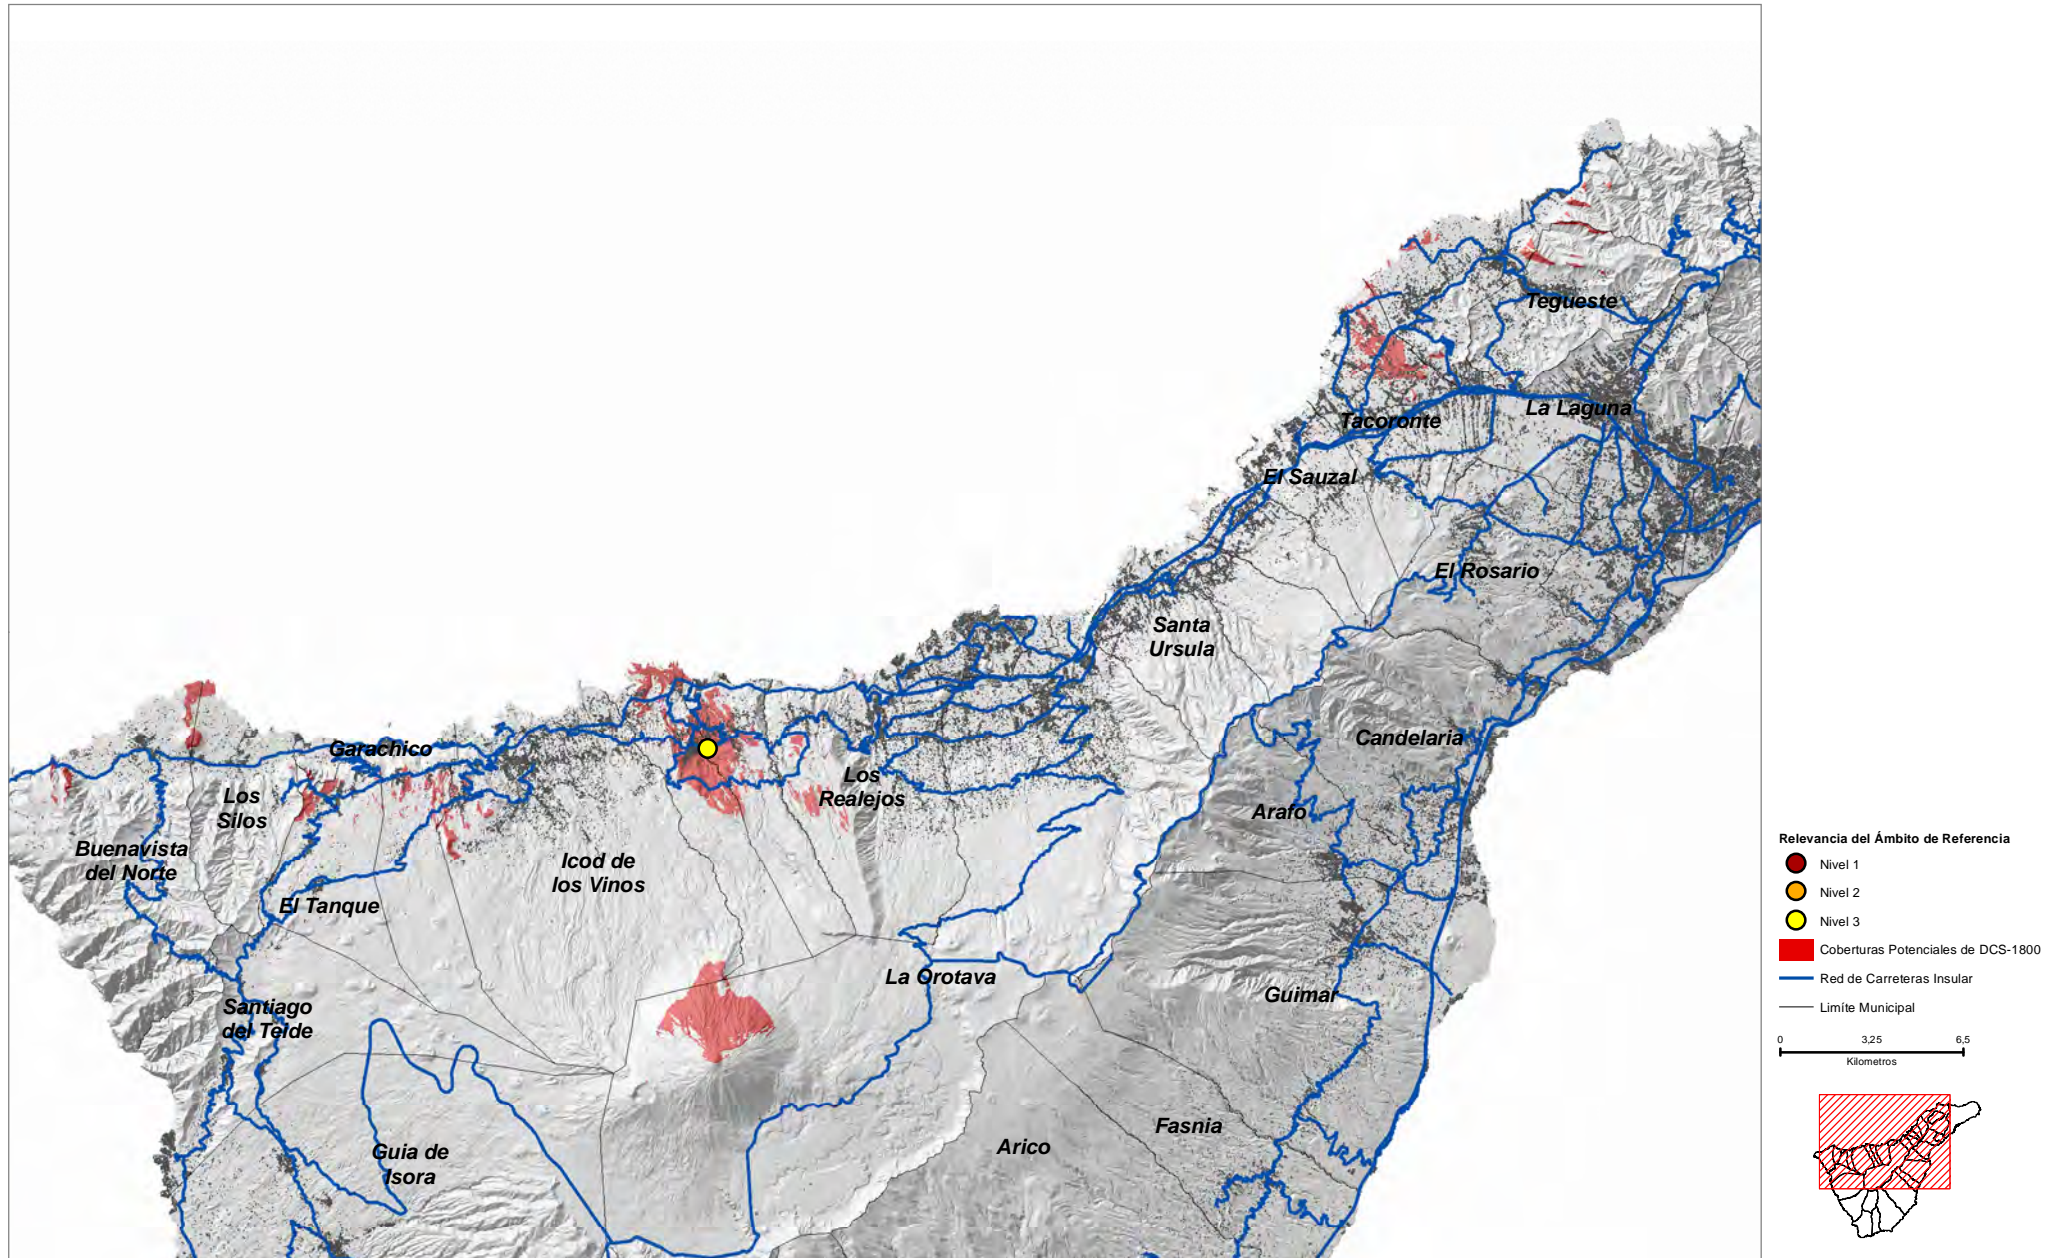 Tegueste
La Laguna
Tacoronte
El Sauzal
El Rosario
Santa
Ursula
Candelaria
Garachico
Los
Realejos
Los
Silos
Arafo
Buenavista
del Norte
Icod de
los Vinos
El Tanque
La Orotava
Guimar
Santiago
del Teide
Fasnia
Arico
Guia de
Isora
Relevancia del Ámbito de Referencia
Nivel 1
Nivel 2
Nivel 3
Coberturas Potenciales de DCS-1800
Red de Carreteras Insular
Limíte Municipal
0 3,25 6,5
Kilometros